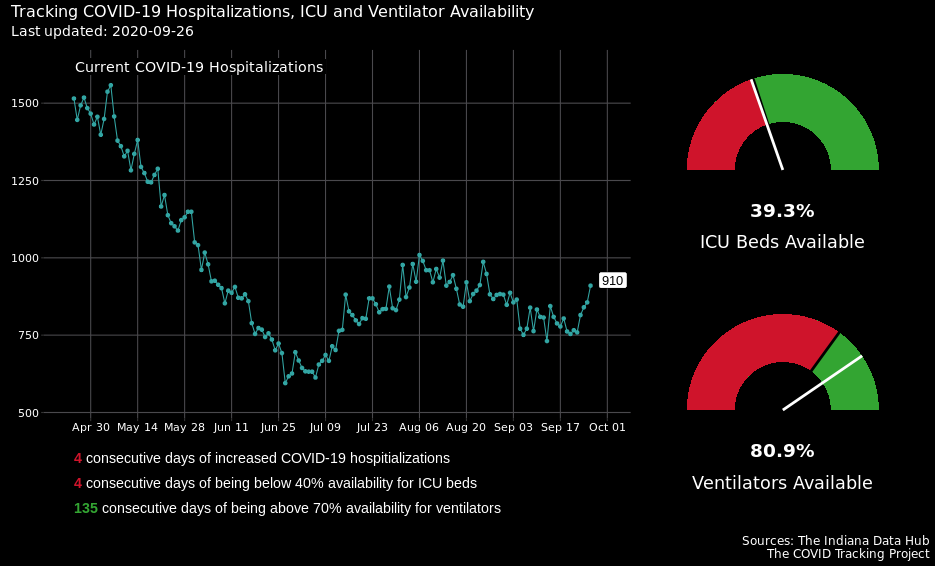 Tracking COVID-19 Hospitalizations, ICU and Ventilator Availability
Last updated: 2020-09-26
Current COVID-19 Hospitalizations
1500
1250
1000
750
500
910
Apr 30 May 14 May 28 Jun 11 Jun 25 Jul 09 Jul 23 Aug 06 Aug 20 Sep 03 Sep 17 Oct 01
4 consecutive days of increased COVID-19 hospitializations
4 consecutive days of being below 40% availability for ICU beds
135 consecutive days of being above 70% availability for ventilators
39.3%
ICU Beds Available
80.9%
Ventilators Available
Sources: The Indiana Data Hub
The COVID Tracking Project